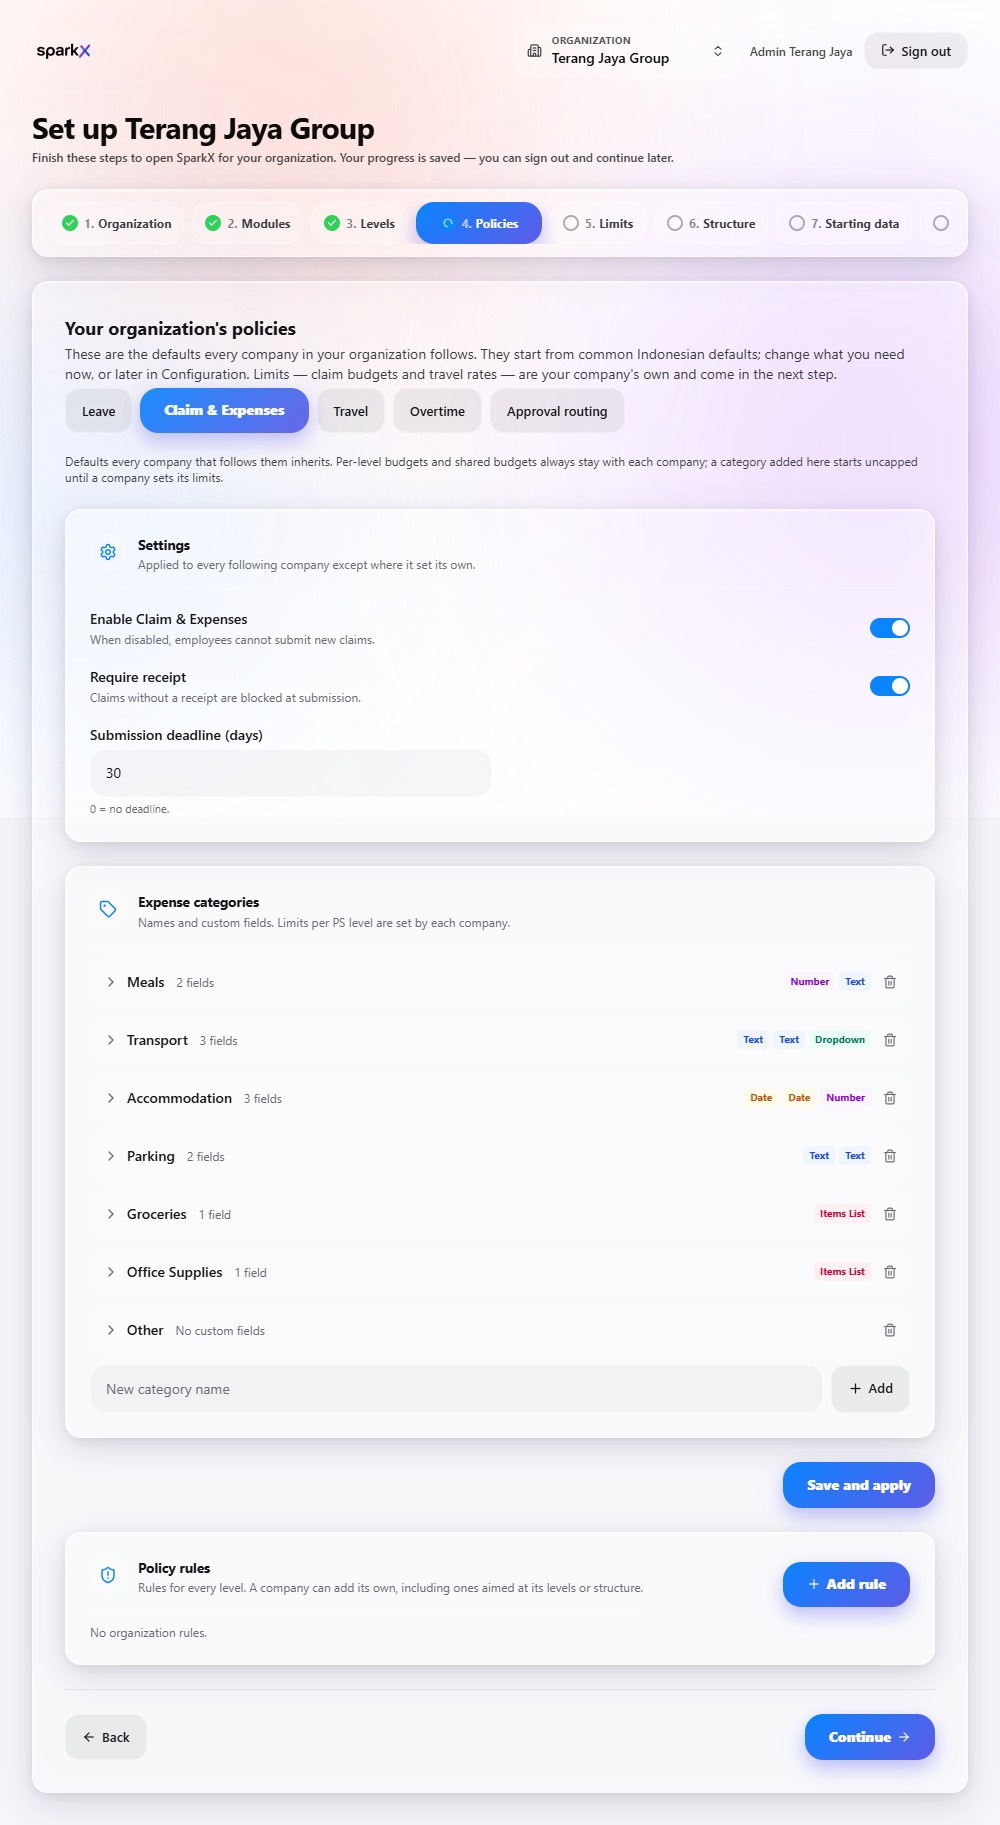 sparkX
ORGANIZATION
Terang Jaya Group
Admin Terang Jaya
Sign out
Set up Terang Jaya Group
Finish these steps to open SparkX for your organization. Your progress is saved — you can sign out and continue later.
1. Organization
2. Modules
3. Levels
4. Policies
5. Limits
6. Structure
7. Starting data
Your organization's policies
These are the defaults every company in your organization follows. They start from common Indonesian defaults; change what you need
now, or later in Configuration. Limits — claim budgets and travel rates — are your company's own and come in the next step.
Leave
Claim & Expenses
Travel
Overtime
Approval routing
Defaults every company that follows them inherits. Per-level budgets and shared budgets always stay with each company; a category added here starts uncapped
until a company sets its limits.
Settings
Applied to every following company except where it set its own.
Enable Claim & Expenses
When disabled, employees cannot submit new claims.
Require receipt
Claims without a receipt are blocked at submission.
Submission deadline (days)
30
0 = no deadline.
Expense categories
Names and custom fields. Limits per PS level are set by each company.
Meals 2 fields Number Text
Transport 3 fields Text Text Dropdown
Accommodation 3 fields Date Date Number
Parking 2 fields Text Text
Groceries 1 field Items List
Office Supplies 1 field Items List
Other No custom fields
New category name
+ Add
Save and apply
Policy rules
Rules for every level. A company can add its own, including ones aimed at its levels or structure.
+ Add rule
No organization rules.
← Back
Continue →